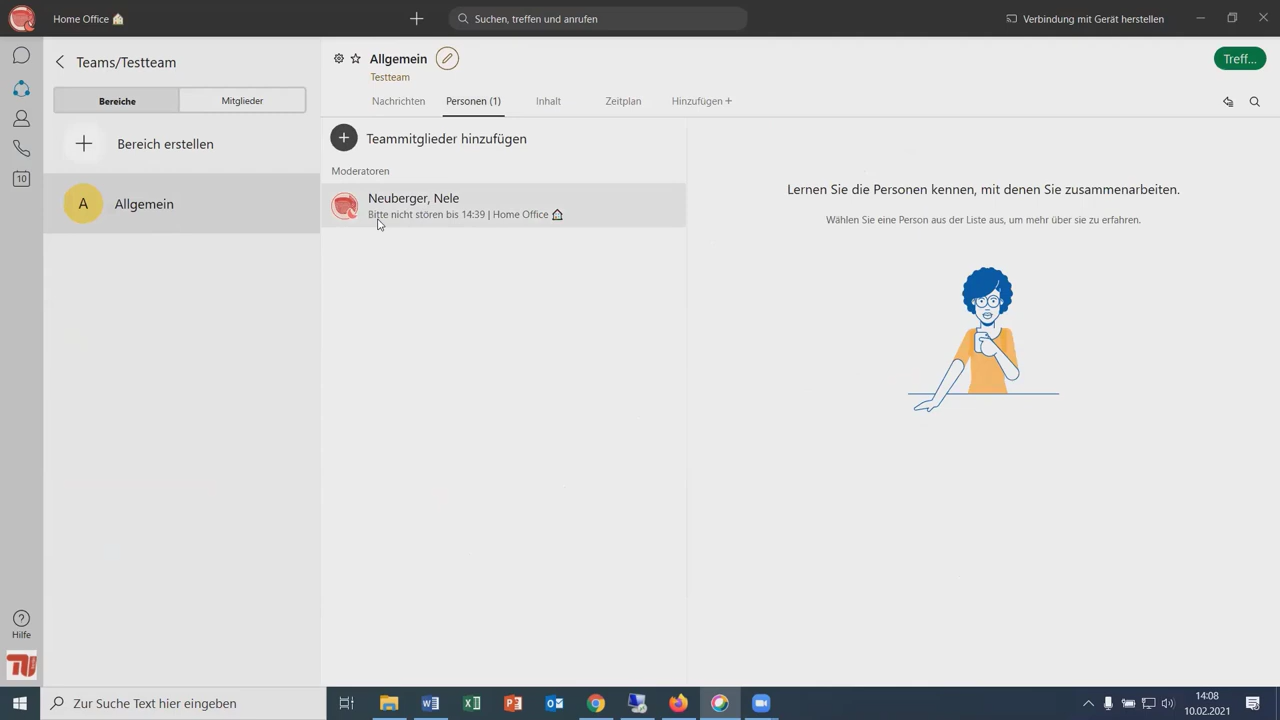 Home Office
Suchen, treffen und anrufen
Verbindung mit Gerät herstellen
Teams/Testteam
Bereiche
Mitglieder
Bereich erstellen
A
Allgemein
10
Hilfe
Allgemein
Testteam
Treff...
Nachrichten
Personen (1)
Inhalt
Zeitplan
Hinzufügen +
Teammitglieder hinzufügen
Moderatoren
Neuberger, Nele
Bitte nicht stören bis 14:39 | Home Office
Lernen Sie die Personen kennen, mit denen Sie zusammenarbeiten.
Wählen Sie eine Person aus der Liste aus, um mehr über sie zu erfahren.
Zur Suche Text hier eingeben
14:08
10.02.2021